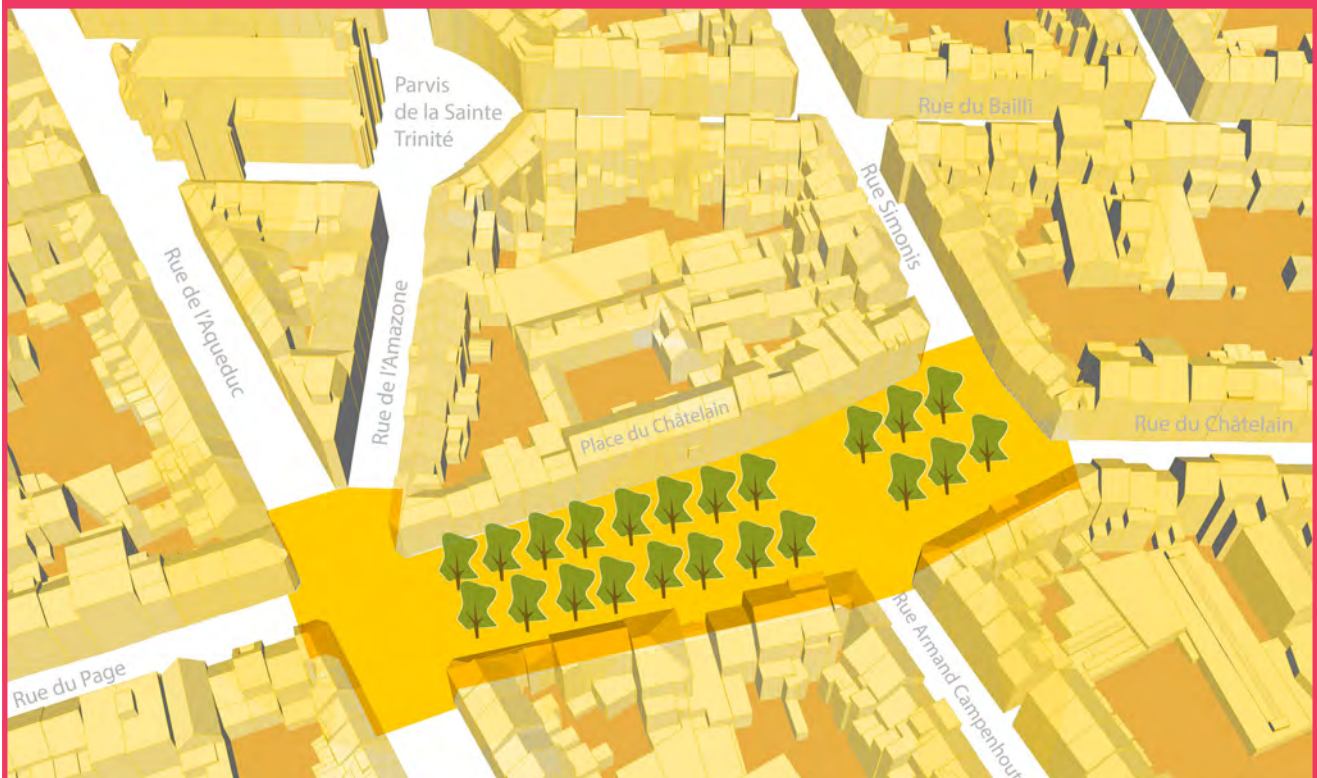 Parvis
de la Sainte
Trinité
Rue du Bailli
Rue Simonis
Rue de l'Aqueduc
Rue de l'Amazone
Place du Châtelain
Rue du Châtelain
Rue du Page
Rue Armand Campenhout